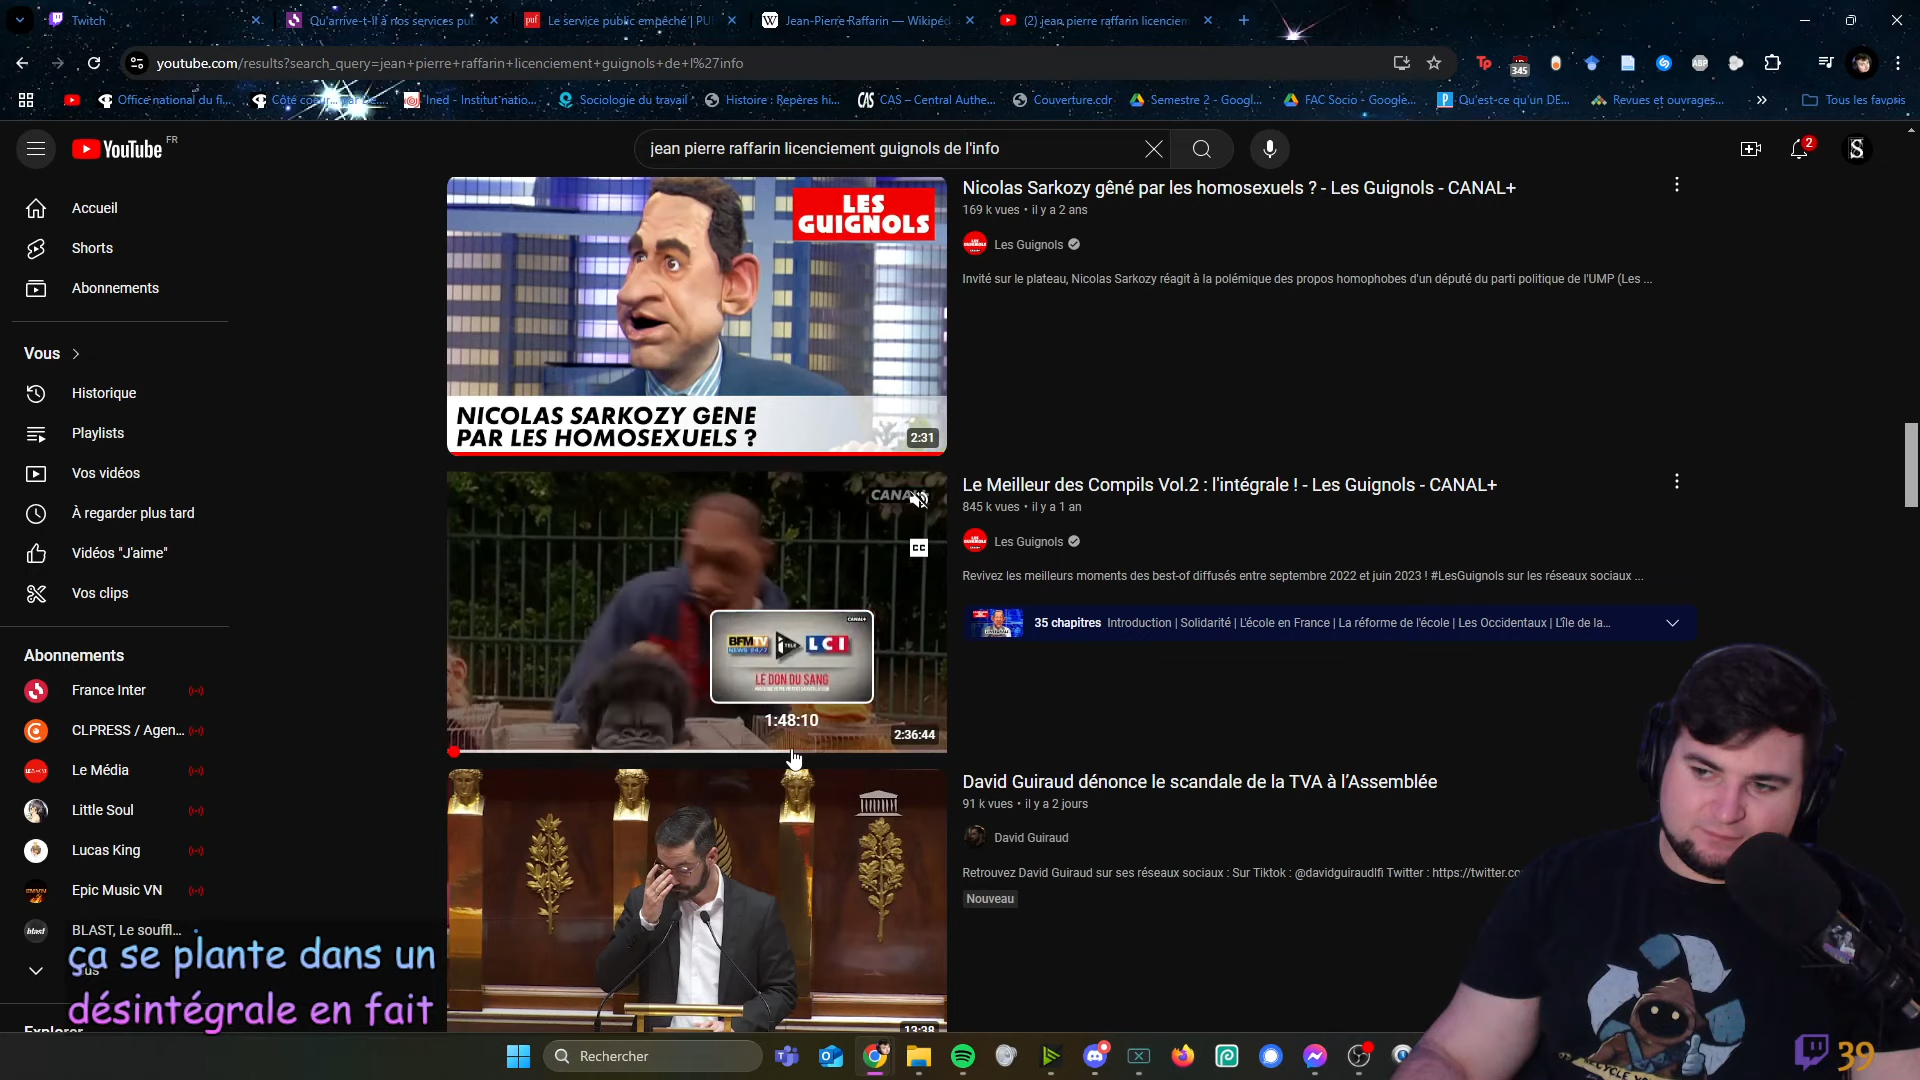 Twitch
Qu'arrive-t-il à nos services pu
Le service public empêché | PU
Jean-Pierre Raffarin — Wikipéd
(2) jean pierre raffarin licenciem
youtube.com/results?search_query=jean+pierre+raffarin+licenciement+guignols+de+l%27info
345
ABP
Office national du fi...
Ined - Institut natio...
Sociologie du travail
Histoire : Repères hi...
CAS – Central Authe...
Couverture.cdr
Semestre 2 - Googl...
FAC Socio - Google...
Qu'est-ce qu'un DE...
Revues et ouvrages...
Tous les favoris
YouTube
FR
jean pierre raffarin licenciement guignols de l'info
2
Accueil
Shorts
Abonnements
Vous
Historique
Playlists
Vos vidéos
À regarder plus tard
Vidéos "J'aime"
Vos clips
Abonnements
France Inter
CLPRESS / Agen...
Le Média
Little Soul
Lucas King
Epic Music VN
BLAST, Le souffl...
ça se plante dans un
désintégrale en fait
Explorer
LES
GUIGNOLS
NICOLAS SARKOZY GENE
PAR LES HOMOSEXUELS ?
2:31
Nicolas Sarkozy gêné par les homosexuels ? - Les Guignols - CANAL+
169 k vues • il y a 2 ans
Les Guignols
Invité sur le plateau, Nicolas Sarkozy réagit à la polémique des propos homophobes d'un député du parti politique de l'UMP (Les ...
CC
BFMTV
LCI
LE DON DU SANG
1:48:10
2:36:44
Le Meilleur des Compils Vol.2 : l'intégrale ! - Les Guignols - CANAL+
845 k vues • il y a 1 an
Les Guignols
Revivez les meilleurs moments des best-of diffusés entre septembre 2022 et juin 2023 ! #LesGuignols sur les réseaux sociaux ...
35 chapitres Introduction | Solidarité | L'école en France | La réforme de l'école | Les Occidentaux | L'île de la...
13:38
David Guiraud dénonce le scandale de la TVA à l'Assemblée
91 k vues • il y a 2 jours
David Guiraud
Retrouvez David Guiraud sur ses réseaux sociaux : Sur Tiktok : @davidguiraudlfi Twitter : https://twitter.co
Nouveau
Rechercher
39